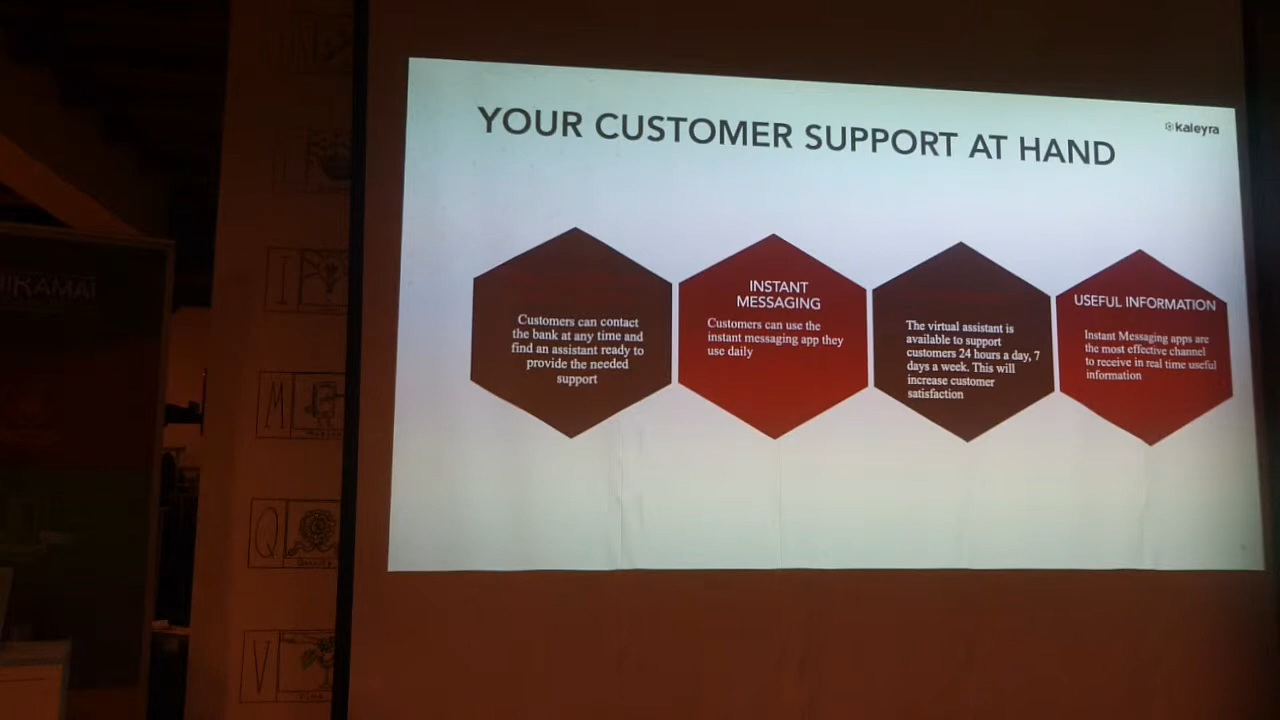 YOUR CUSTOMER SUPPORT AT HAND
kaleyra
Customers can contact
the bank at any time and
find an assistant ready to
provide the needed
support
INSTANT
MESSAGING
Customers can use the
instant messaging app they
use daily
The virtual assistant is
available to support
customers 24 hours a day, 7
days a week. This will
increase customer
satisfaction
USEFUL INFORMATION
Instant Messaging apps are
the most effective channel
to receive in real time useful
information
I
M
Q
V